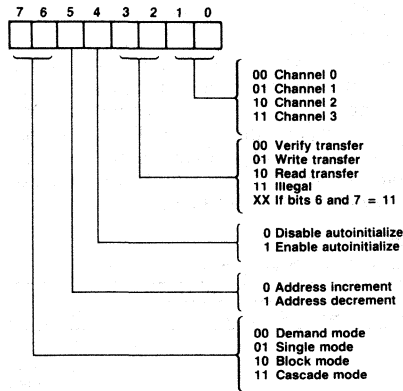 7 6 5 4 3 2 1 0
00 Channel 0
01 Channel 1
10 Channel 2
11 Channel 3
00 Verify transfer
01 Write transfer
10 Read transfer
11 Illegal
XX If bits 6 and 7 = 11
0 Disable autoinitialize
1 Enable autoinitialize
0 Address increment
1 Address decrement
00 Demand mode
01 Single mode
10 Block mode
11 Cascade mode